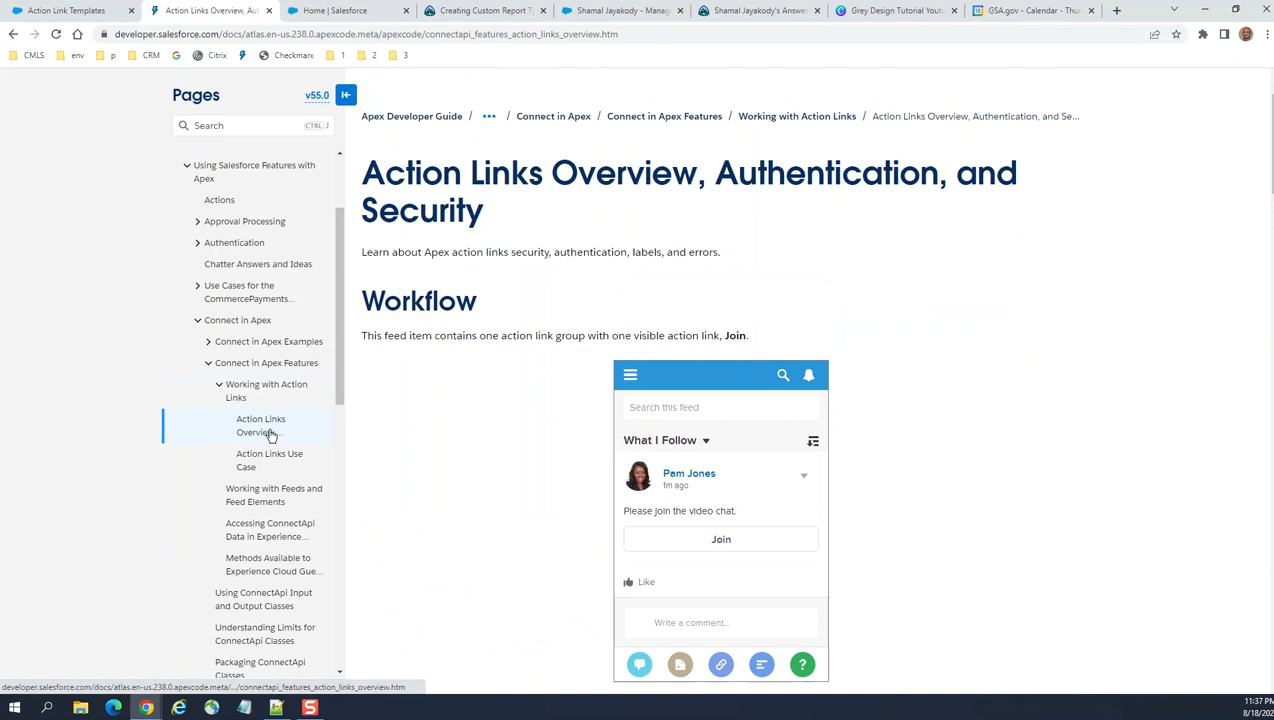 Action Link Templates
Action Links Overview, Aut
Home | Salesforce
Creating Custom Report Ty
Shamal Jayakody - Manag
Shamal Jayakody's Answer
Grey Design Tutorial Youtu
GSA.gov - Calendar - Thur
developer.salesforce.com/docs/atlas.en-us.238.0.apexcode.meta/apexcode/connectapi_features_action_links_overview.htm
CMLS
env
p
CRM
Citrix
Checkmarx
1
2
3
Pages
v55.0
Search
CTRL J
Using Salesforce Features with
Apex
Actions
Approval Processing
Authentication
Chatter Answers and Ideas
Use Cases for the
CommercePayments...
Connect in Apex
Connect in Apex Examples
Connect in Apex Features
Working with Action
Links
Action Links
Overview...
Action Links Use
Case
Working with Feeds and
Feed Elements
Accessing ConnectApi
Data in Experience...
Methods Available to
Experience Cloud Gue...
Using ConnectApi Input
and Output Classes
Understanding Limits for
ConnectApi Classes
Packaging ConnectApi
Classes
Apex Developer Guide / ••• / Connect in Apex / Connect in Apex Features / Working with Action Links / Action Links Overview, Authentication, and Se...
Action Links Overview, Authentication, and
Security
Learn about Apex action links security, authentication, labels, and errors.
Workflow
This feed item contains one action link group with one visible action link, Join.
Search this feed
What I Follow
Pam Jones
1m ago
Please join the video chat.
Join
Like
Write a comment...
?
developer.salesforce.com/docs/atlas.en-us.238.0.apexcode.meta/.../connectapi_features_action_links_overview.htm
11:37 PM
8/18/202